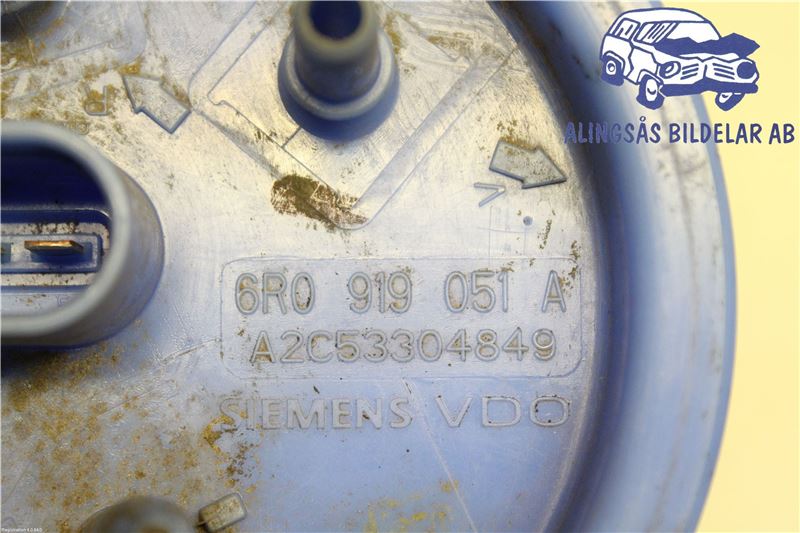 ALINGSÅS BILDELAR AB
R
V
6R0 919 051 A
A2C53304849
SIEMENS VDO